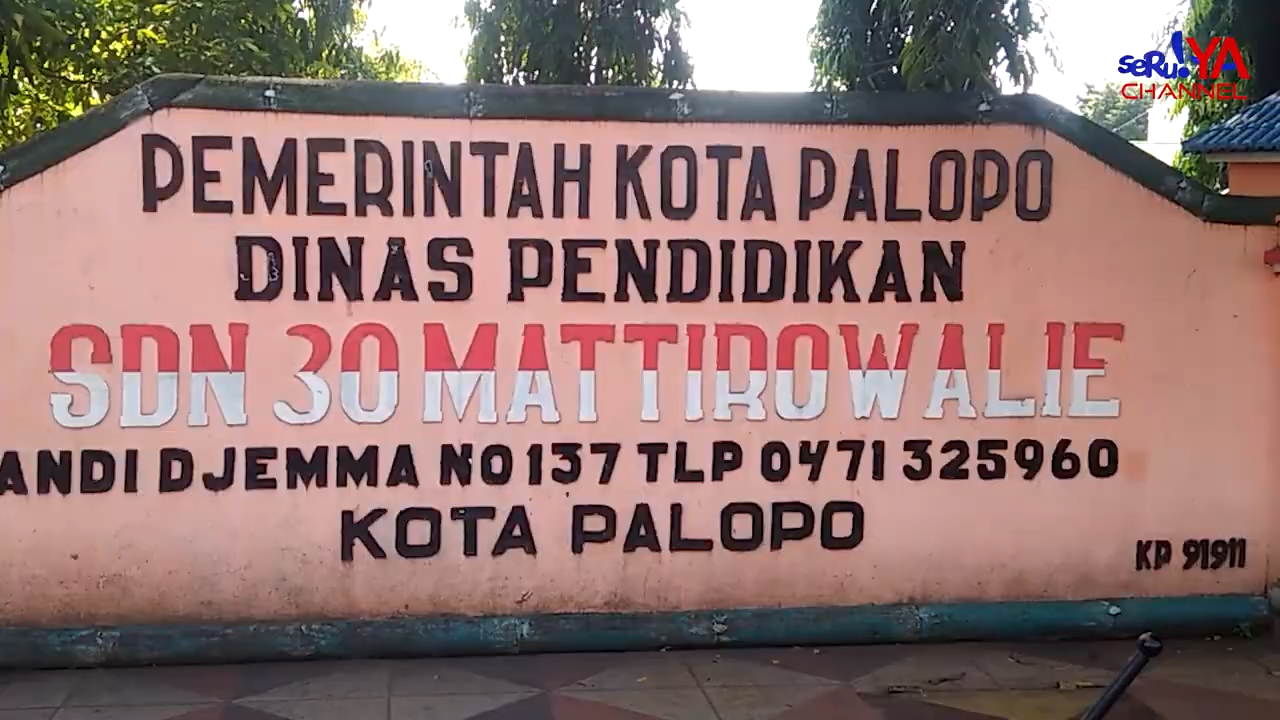 seRu!YA
CHANNEL
PEMERINTAH KOTA PALOPO
DINAS PENDIDIKAN
SDN 30 MATTIROWALIE
ANDI DJEMMA NO 137 TLP 0471 325960
KOTA PALOPO
KP 91911